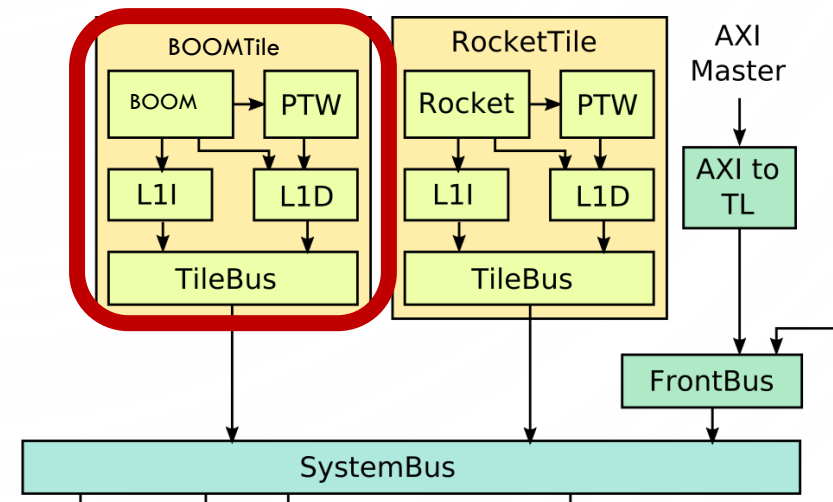 BOOMTile
BOOM
PTW
L1I
L1D
TileBus
RocketTile
Rocket
PTW
L1I
L1D
TileBus
AXI
Master
AXI to
TL
FrontBus
SystemBus